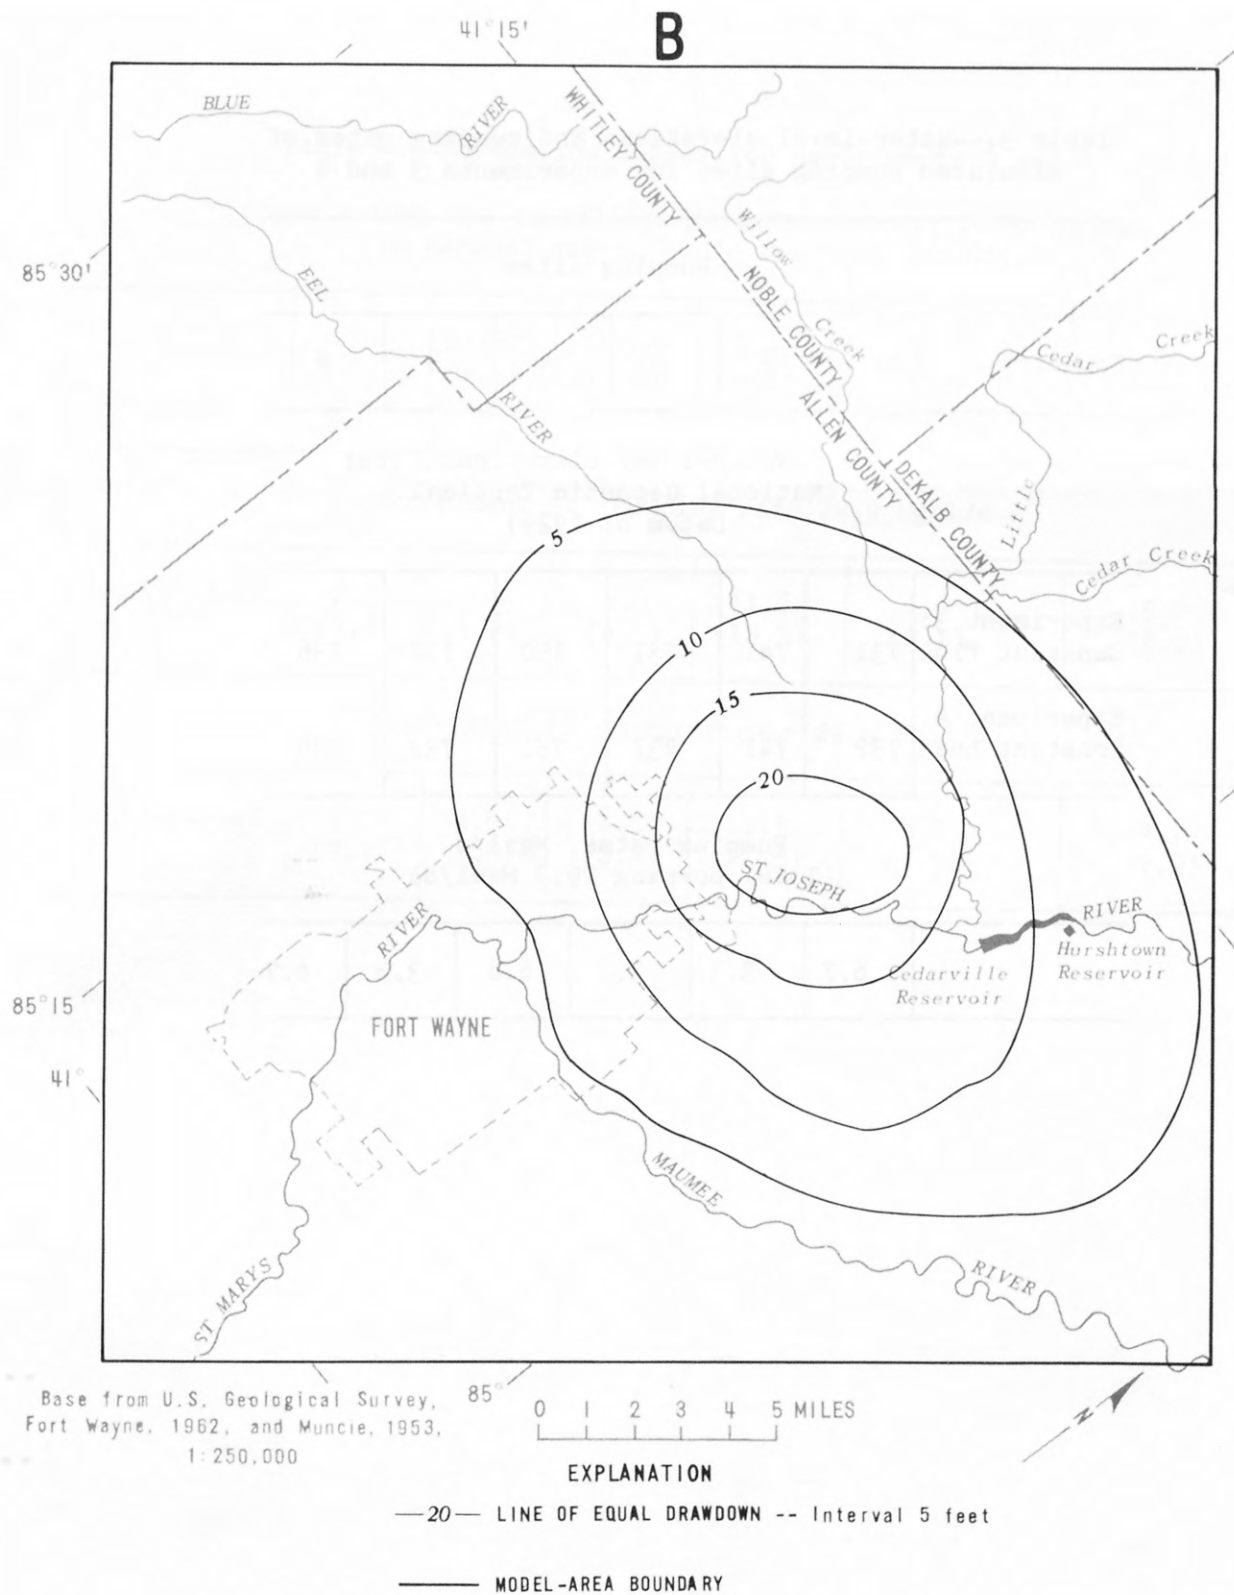 B
41°15'
BLUE
RIVER
WHITLEY COUNTY
Willow
Creek
85°30'
EEL
RIVER
NOBLE COUNTY
ALLEN COUNTY
DEKALB COUNTY
Cedar Creek
Little
Cedar Creek
5
10
15
20
ST JOSEPH
RIVER
RIVER
Hurshtown
Reservoir
Cedarville
Reservoir
85°15
FORT WAYNE
41°
MAUMEE
RIVER
ST MARYS
N
Base from U.S. Geological Survey,
Fort Wayne, 1962, and Muncie, 1953,
1:250,000
85°
0 1 2 3 4 5 MILES
EXPLANATION
—20— LINE OF EQUAL DRAWDOWN -- Interval 5 feet
MODEL-AREA BOUNDARY